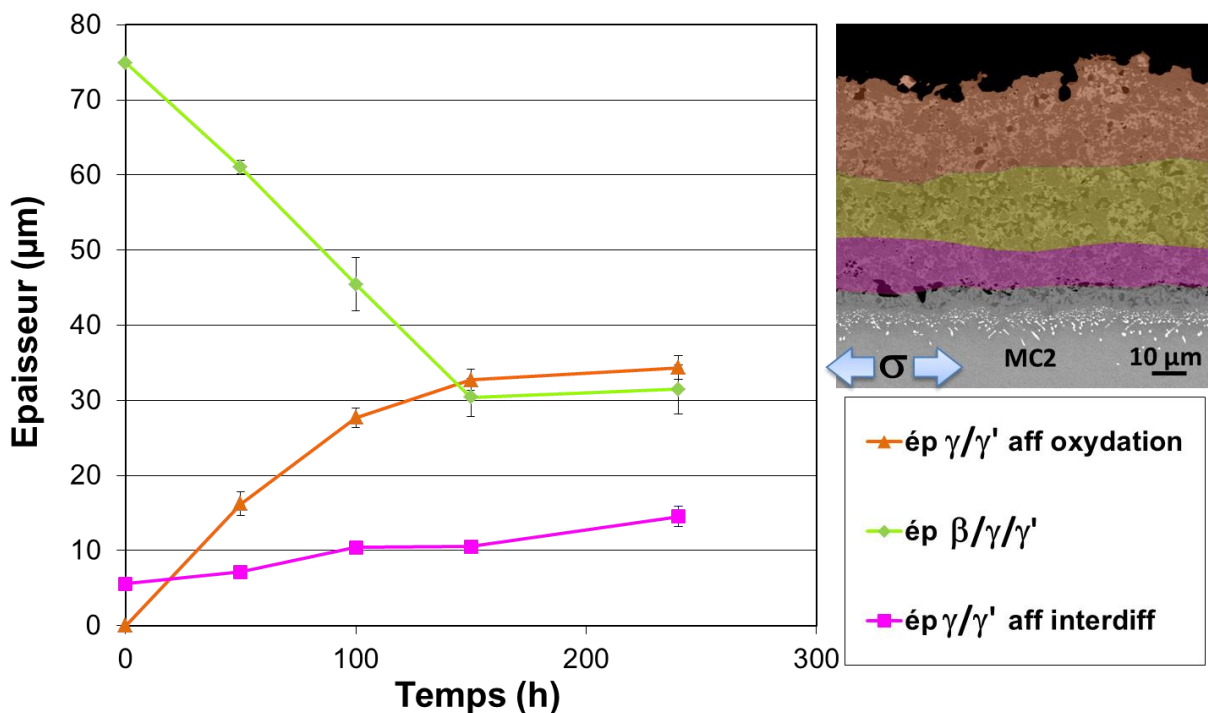 80
70
60
50
40
30
20
10
0
Epaisseur (µm)
0 100 200 300
Temps (h)
σ MC2 10 µm
ép γ/γ' aff oxydation
ép β/γ/γ'
ép γ/γ' aff interdiff